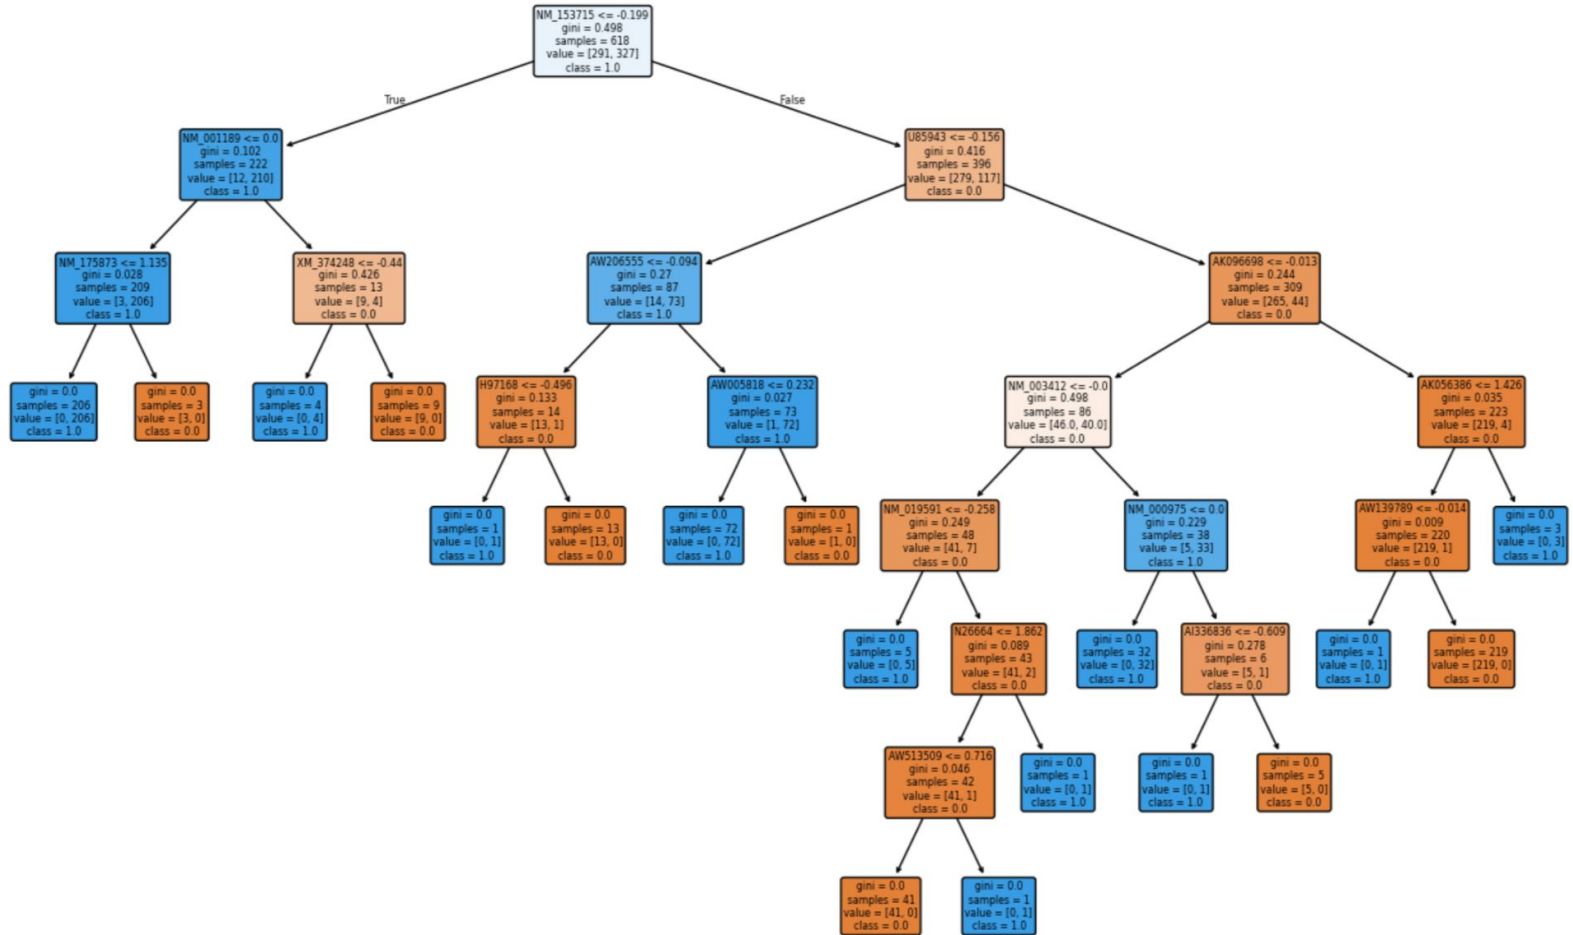 NM_153715 <= -0.199
gini = 0.498
samples = 618
value = [291, 327]
class = 1.0
True
False
NM_001189 <= 0.0
gini = 0.102
samples = 222
value = [12, 210]
class = 1.0
U85943 <= -0.156
gini = 0.416
samples = 396
value = [279, 117]
class = 0.0
NM_175873 <= 1.135
gini = 0.028
samples = 209
value = [3, 206]
class = 1.0
XM_374248 <= -0.44
gini = 0.426
samples = 13
value = [9, 4]
class = 0.0
AW206555 <= -0.094
gini = 0.27
samples = 87
value = [14, 73]
class = 1.0
AK096698 <= -0.013
gini = 0.244
samples = 309
value = [265, 44]
class = 0.0
gini = 0.0
samples = 206
value = [0, 206]
class = 1.0
gini = 0.0
samples = 3
value = [3, 0]
class = 0.0
gini = 0.0
samples = 4
value = [0, 4]
class = 1.0
gini = 0.0
samples = 9
value = [9, 0]
class = 0.0
H97168 <= -0.496
gini = 0.133
samples = 14
value = [13, 1]
class = 0.0
AW005818 <= 0.232
gini = 0.027
samples = 73
value = [1, 72]
class = 1.0
NM_003412 <= -0.0
gini = 0.498
samples = 86
value = [46.0, 40.0]
class = 0.0
AK056386 <= 1.426
gini = 0.035
samples = 223
value = [219, 4]
class = 0.0
gini = 0.0
samples = 1
value = [0, 1]
class = 1.0
gini = 0.0
samples = 13
value = [13, 0]
class = 0.0
gini = 0.0
samples = 72
value = [0, 72]
class = 1.0
gini = 0.0
samples = 1
value = [1, 0]
class = 0.0
NM_019591 <= -0.258
gini = 0.249
samples = 48
value = [41, 7]
class = 0.0
NM_000975 <= 0.0
gini = 0.229
samples = 38
value = [5, 33]
class = 1.0
AW139789 <= -0.014
gini = 0.009
samples = 220
value = [219, 1]
class = 0.0
gini = 0.0
samples = 3
value = [0, 3]
class = 1.0
gini = 0.0
samples = 5
value = [0, 5]
class = 1.0
N26664 <= 1.862
gini = 0.089
samples = 43
value = [41, 2]
class = 0.0
gini = 0.0
samples = 32
value = [0, 32]
class = 1.0
AI336836 <= -0.609
gini = 0.278
samples = 6
value = [5, 1]
class = 0.0
gini = 0.0
samples = 1
value = [0, 1]
class = 1.0
gini = 0.0
samples = 219
value = [219, 0]
class = 0.0
AW513509 <= 0.716
gini = 0.046
samples = 42
value = [41, 1]
class = 0.0
gini = 0.0
samples = 1
value = [0, 1]
class = 1.0
gini = 0.0
samples = 1
value = [0, 1]
class = 1.0
gini = 0.0
samples = 5
value = [5, 0]
class = 0.0
gini = 0.0
samples = 41
value = [41, 0]
class = 0.0
gini = 0.0
samples = 1
value = [0, 1]
class = 1.0